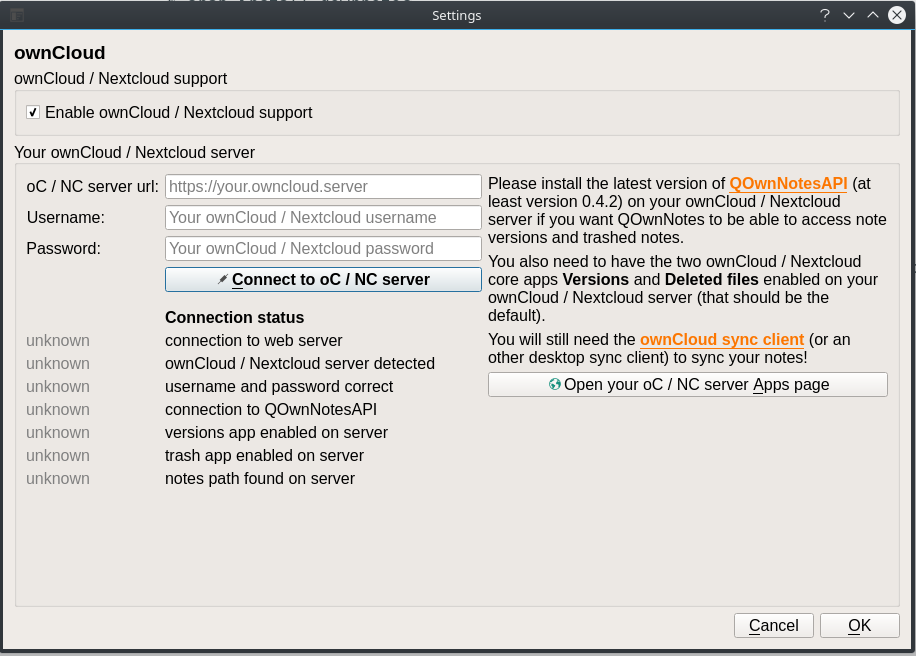 Settings
ownCloud
ownCloud / Nextcloud support
Enable ownCloud / Nextcloud support
Your ownCloud / Nextcloud server
oC / NC server url:
https://your.owncloud.server
Username:
Your ownCloud / Nextcloud username
Password:
Your ownCloud / Nextcloud password
Connect to oC / NC server
Connection status
unknown connection to web server
unknown ownCloud / Nextcloud server detected
unknown username and password correct
unknown connection to QOwnNotesAPI
unknown versions app enabled on server
unknown trash app enabled on server
unknown notes path found on server
Please install the latest version of QOwnNotesAPI (at
least version 0.4.2) on your ownCloud / Nextcloud
server if you want QOwnNotes to be able to access note
versions and trashed notes.
You also need to have the two ownCloud / Nextcloud
core apps Versions and Deleted files enabled on your
ownCloud / Nextcloud server (that should be the
default).
You will still need the ownCloud sync client (or an
other desktop sync client) to sync your notes!
Open your oC / NC server Apps page
Cancel
OK